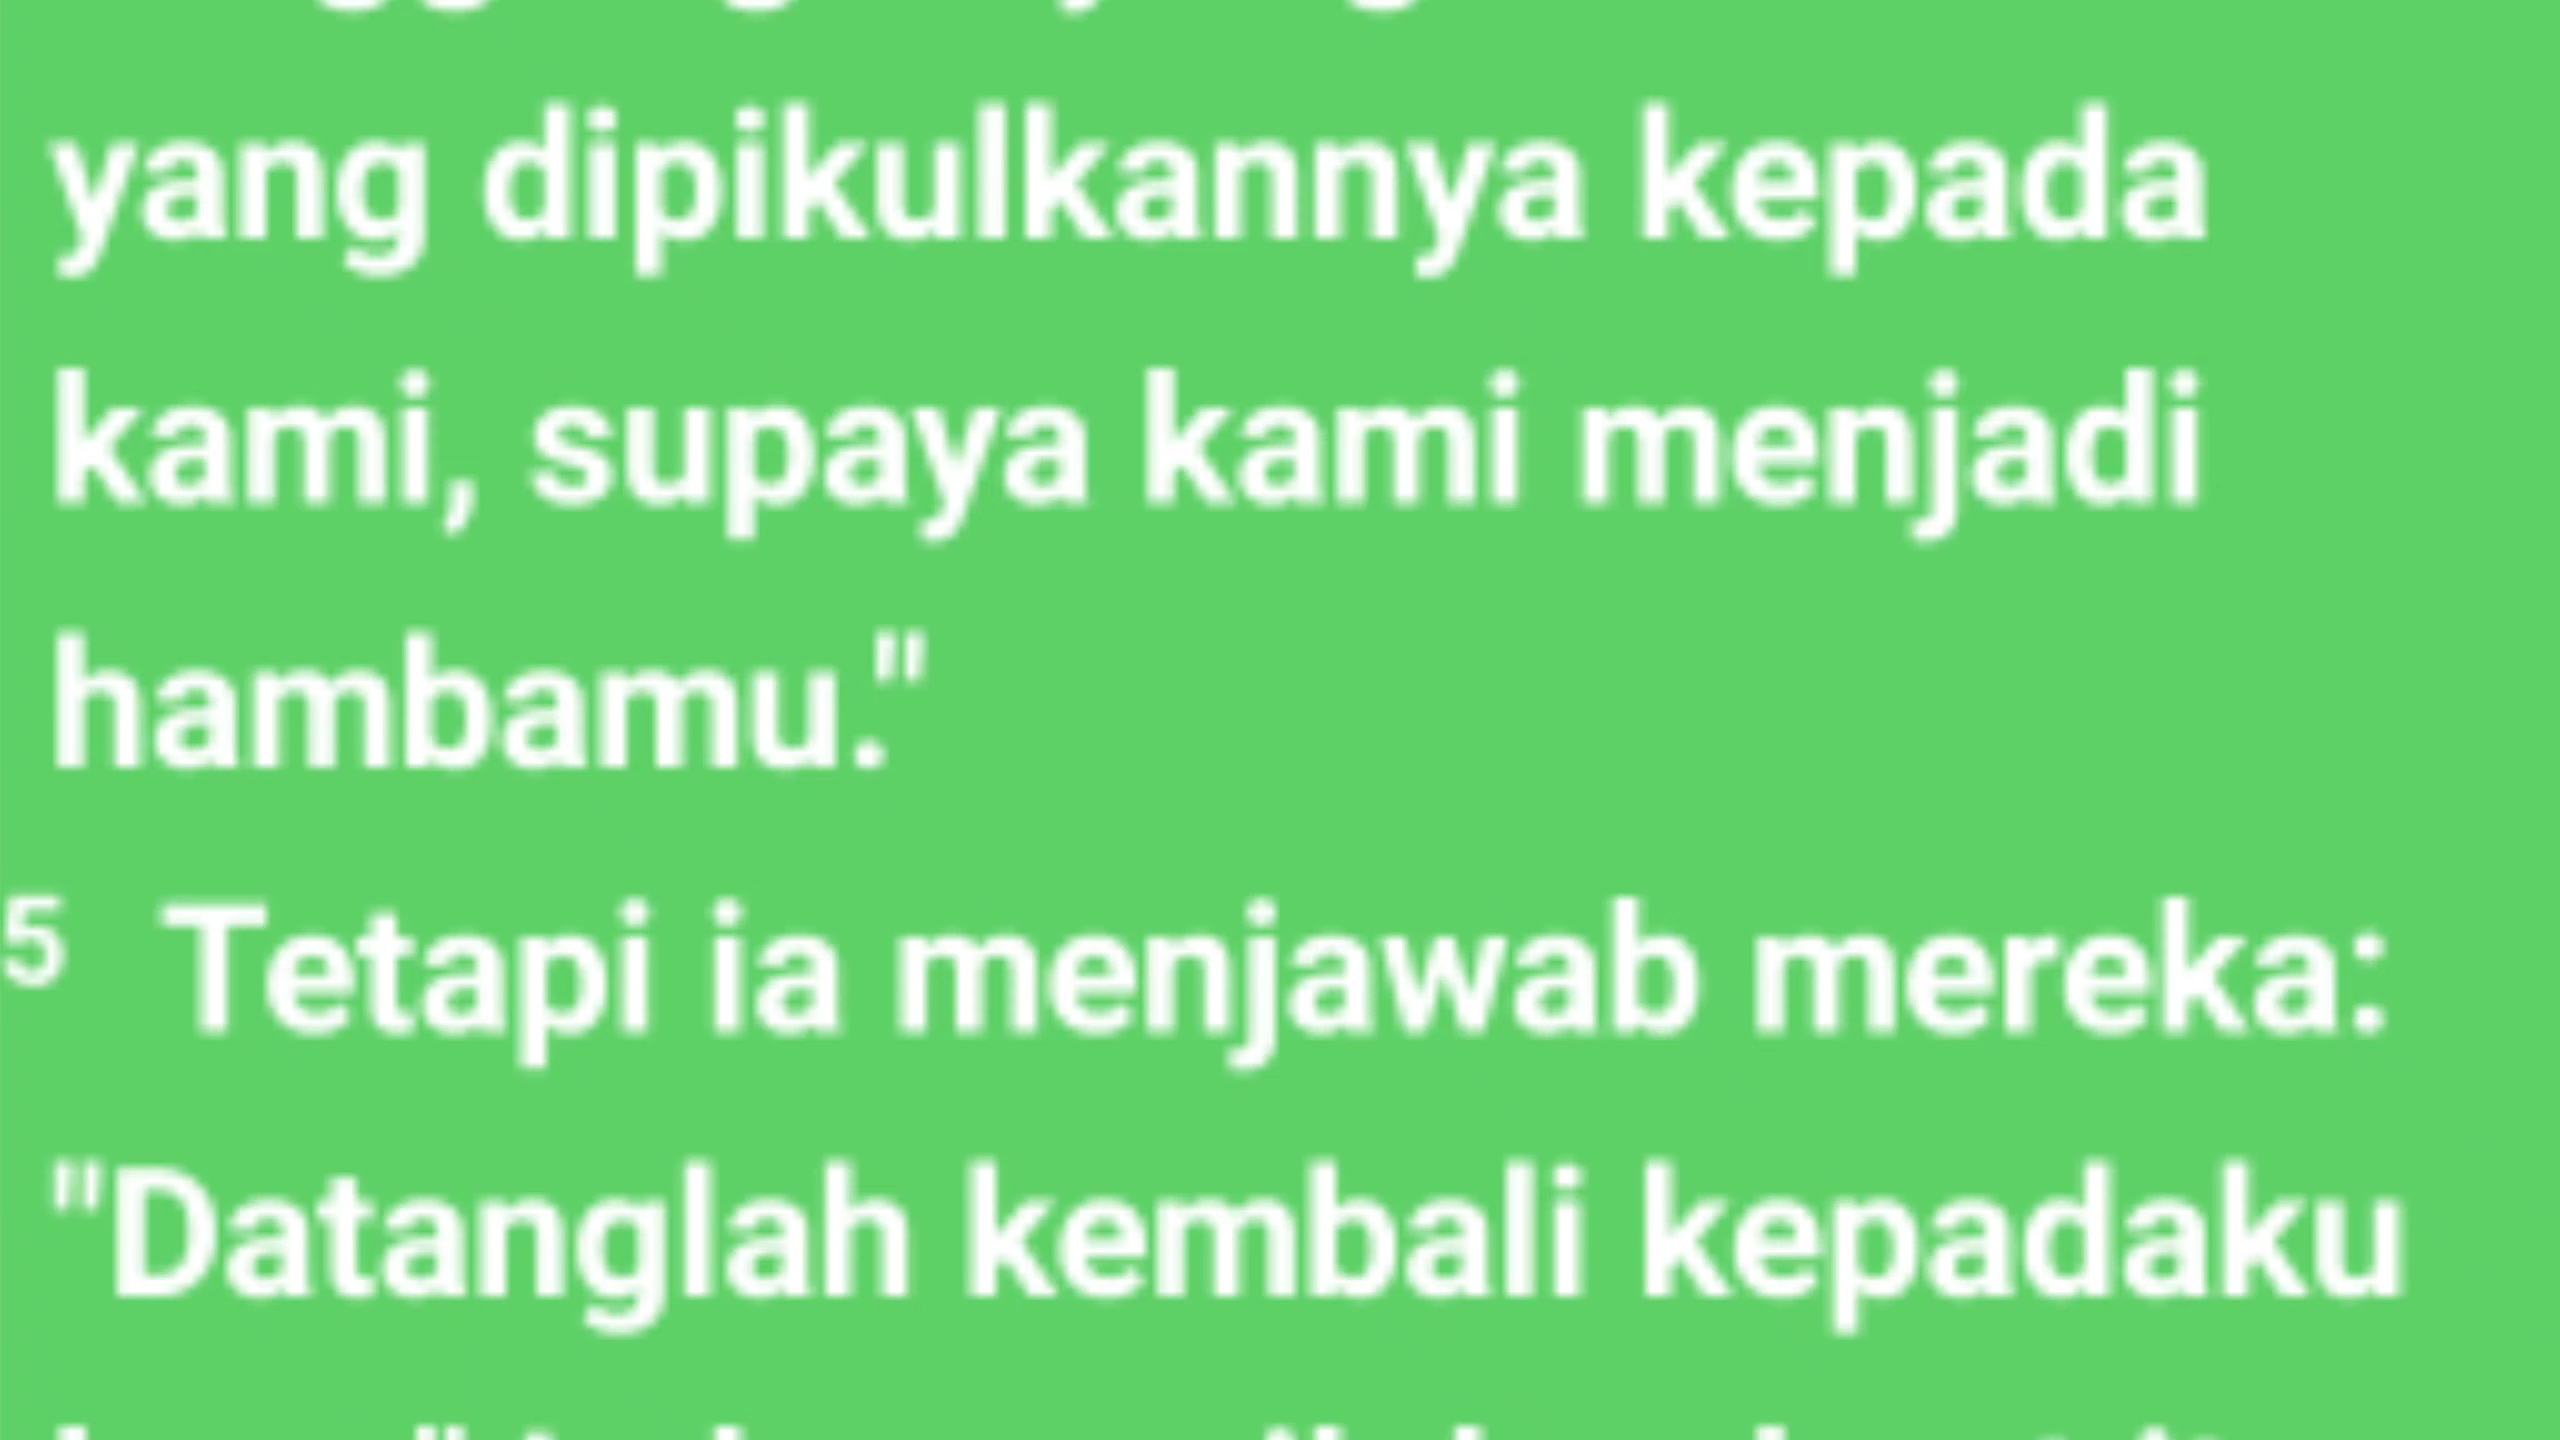 yang dipikulkannya kepada
kami, supaya kami menjadi
hambamu."
5 Tetapi ia menjawab mereka:
"Datanglah kembali kepadaku